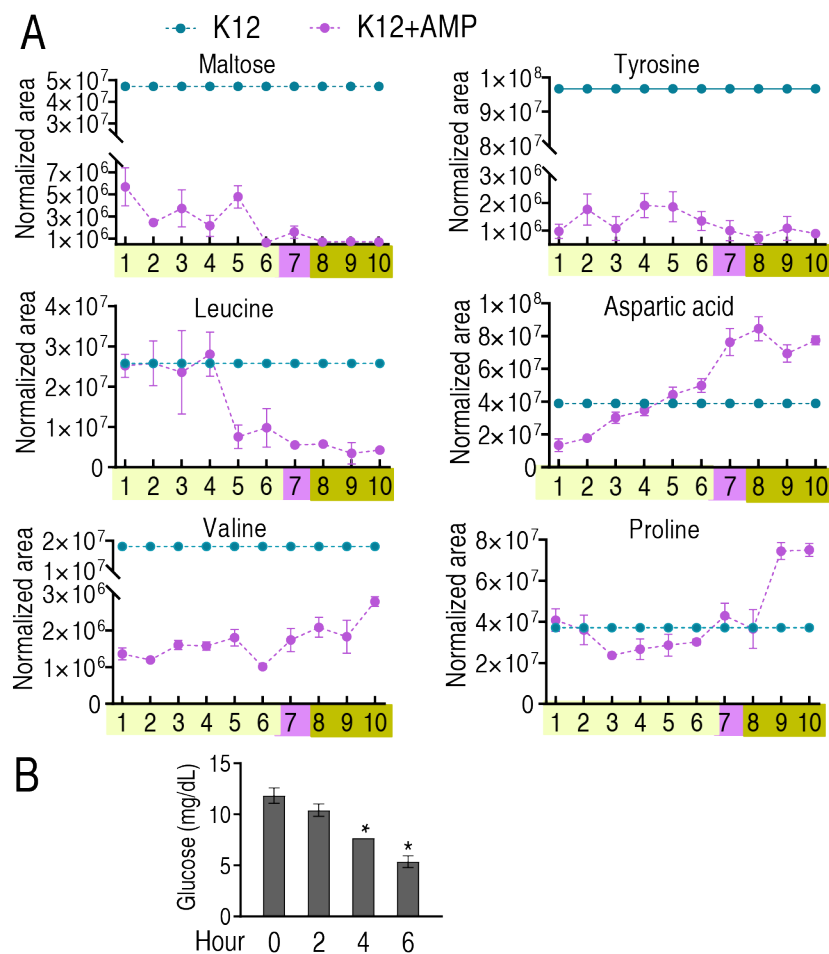 A
K12 K12+AMP
Maltose
Normalized area
5×10⁷
4×10⁷
3×10⁷
7×10⁶
5×10⁶
3×10⁶
1×10⁶
1 2 3 4 5 6 7 8 9 10
Tyrosine
Normalized area
1×10⁸
9×10⁷
8×10⁷
3×10⁶
2×10⁶
1×10⁶
1 2 3 4 5 6 7 8 9 10
Leucine
Normalized area
4×10⁷
3×10⁷
2×10⁷
1×10⁷
0
1 2 3 4 5 6 7 8 9 10
Aspartic acid
Normalized area
1×10⁸
8×10⁷
6×10⁷
4×10⁷
2×10⁷
0
1 2 3 4 5 6 7 8 9 10
Valine
Normalized area
2×10⁷
1×10⁷
3×10⁶
2×10⁶
1×10⁶
0
1 2 3 4 5 6 7 8 9 10
Proline
Normalized area
8×10⁷
6×10⁷
4×10⁷
2×10⁷
0
1 2 3 4 5 6 7 8 9 10
B
Glucose (mg/dL)
15
10
5
0
* *
Hour 0 2 4 6